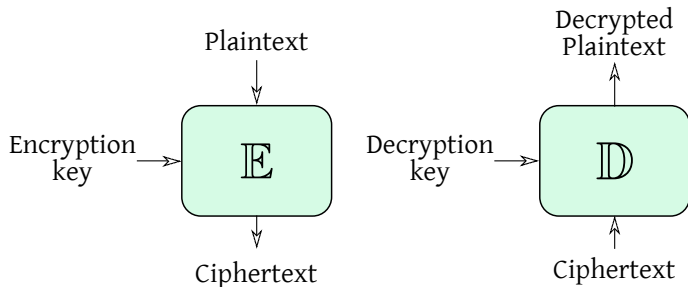 Plaintext
Encryption
key
𝔼
Ciphertext
Decrypted
Plaintext
Decryption
key
𝔻
Ciphertext